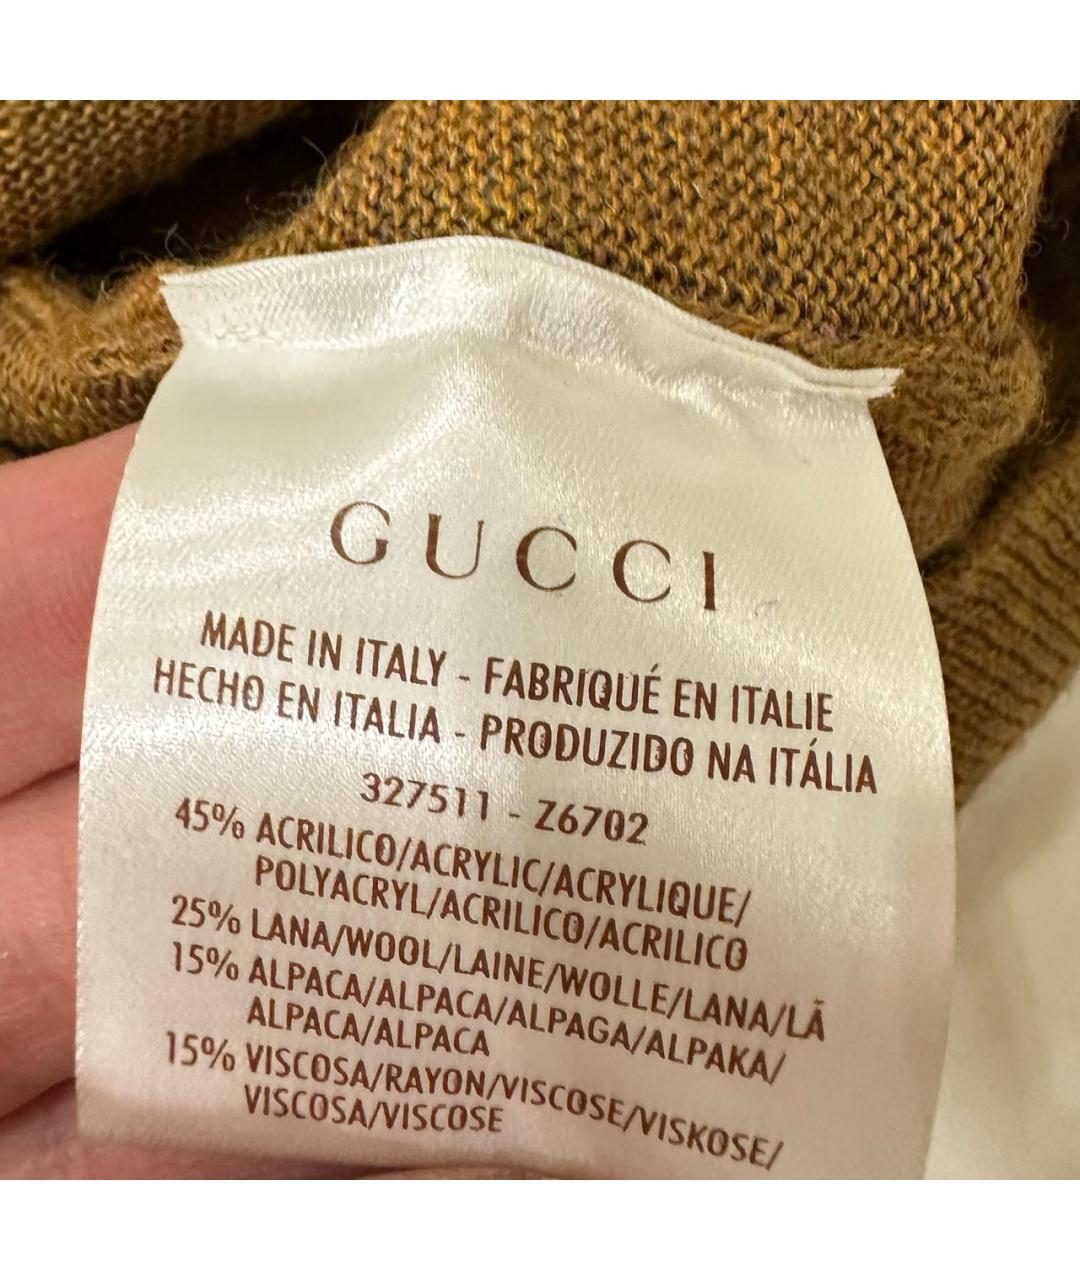 GUCCI
MADE IN ITALY - FABRIQUÉ EN ITALIE
HECHO EN ITALIA - PRODUZIDO NA ITÁLIA
327511 - Z6702
45% ACRILICO/ACRYLIC/ACRYLIQUE/
POLYACRYL/ACRILICO/ACRILICO
25% LANA/WOOL/LAINE/WOLLE/LANA/LÃ
15% ALPACA/ALPACA/ALPAGA/ALPAKA/
ALPACA/ALPACA
15% VISCOSA/RAYON/VISCOSE/VISKOSE/
VISCOSA/VISCOSE